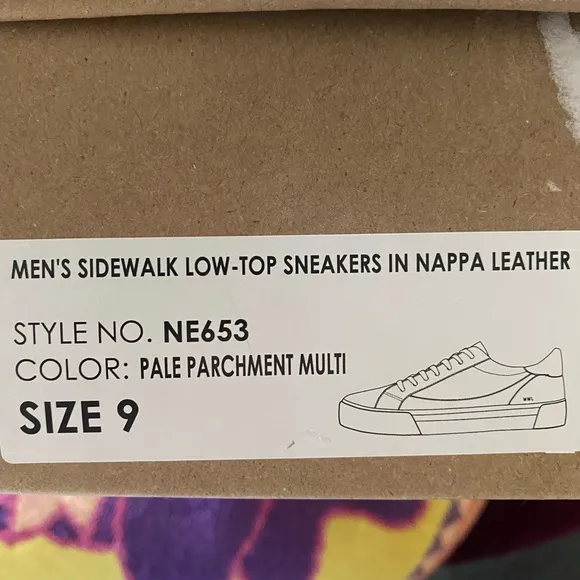 MEN'S SIDEWALK LOW-TOP SNEAKERS IN NAPPA LEATHER
STYLE NO. NE653
COLOR: PALE PARCHMENT MULTI
SIZE 9